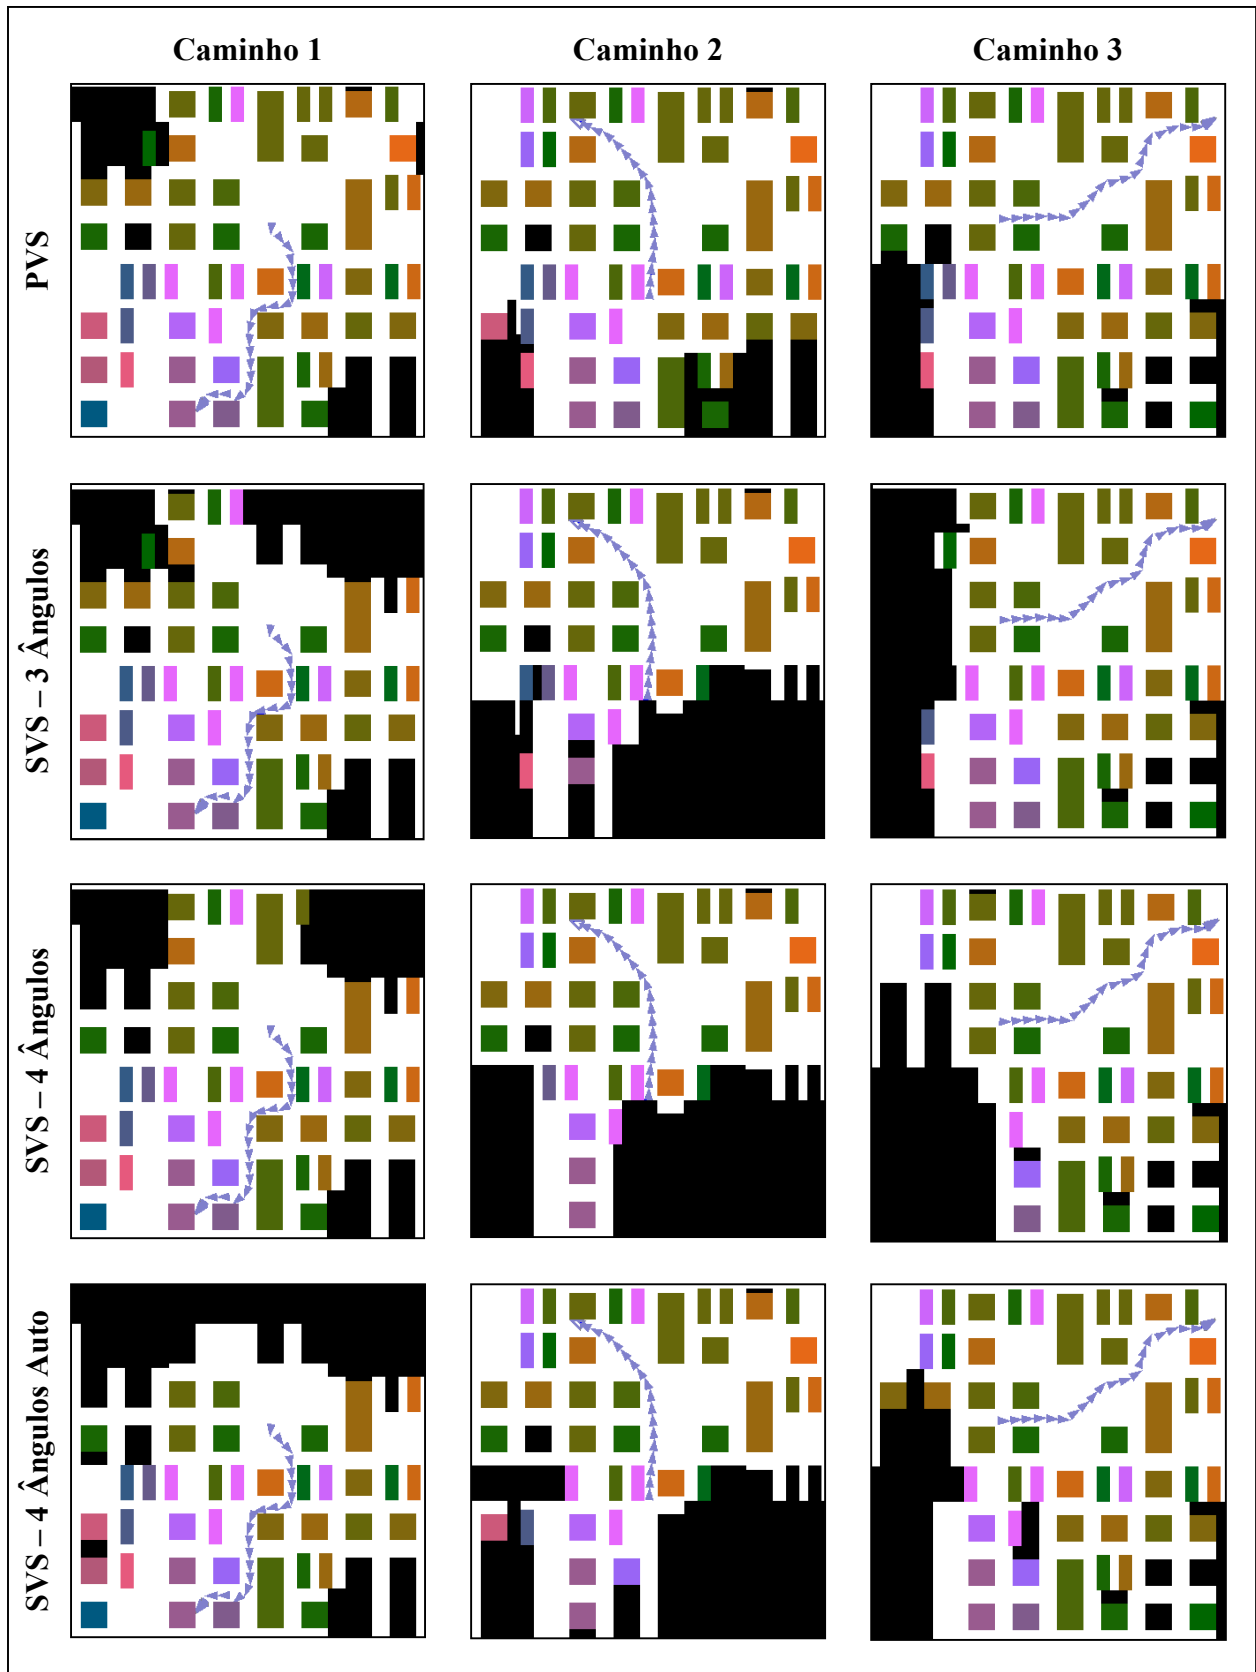 Caminho 1
Caminho 2
Caminho 3
PVS
SVS – 3 Ângulos
SVS – 4 Ângulos
SVS – 4 Ângulos Auto